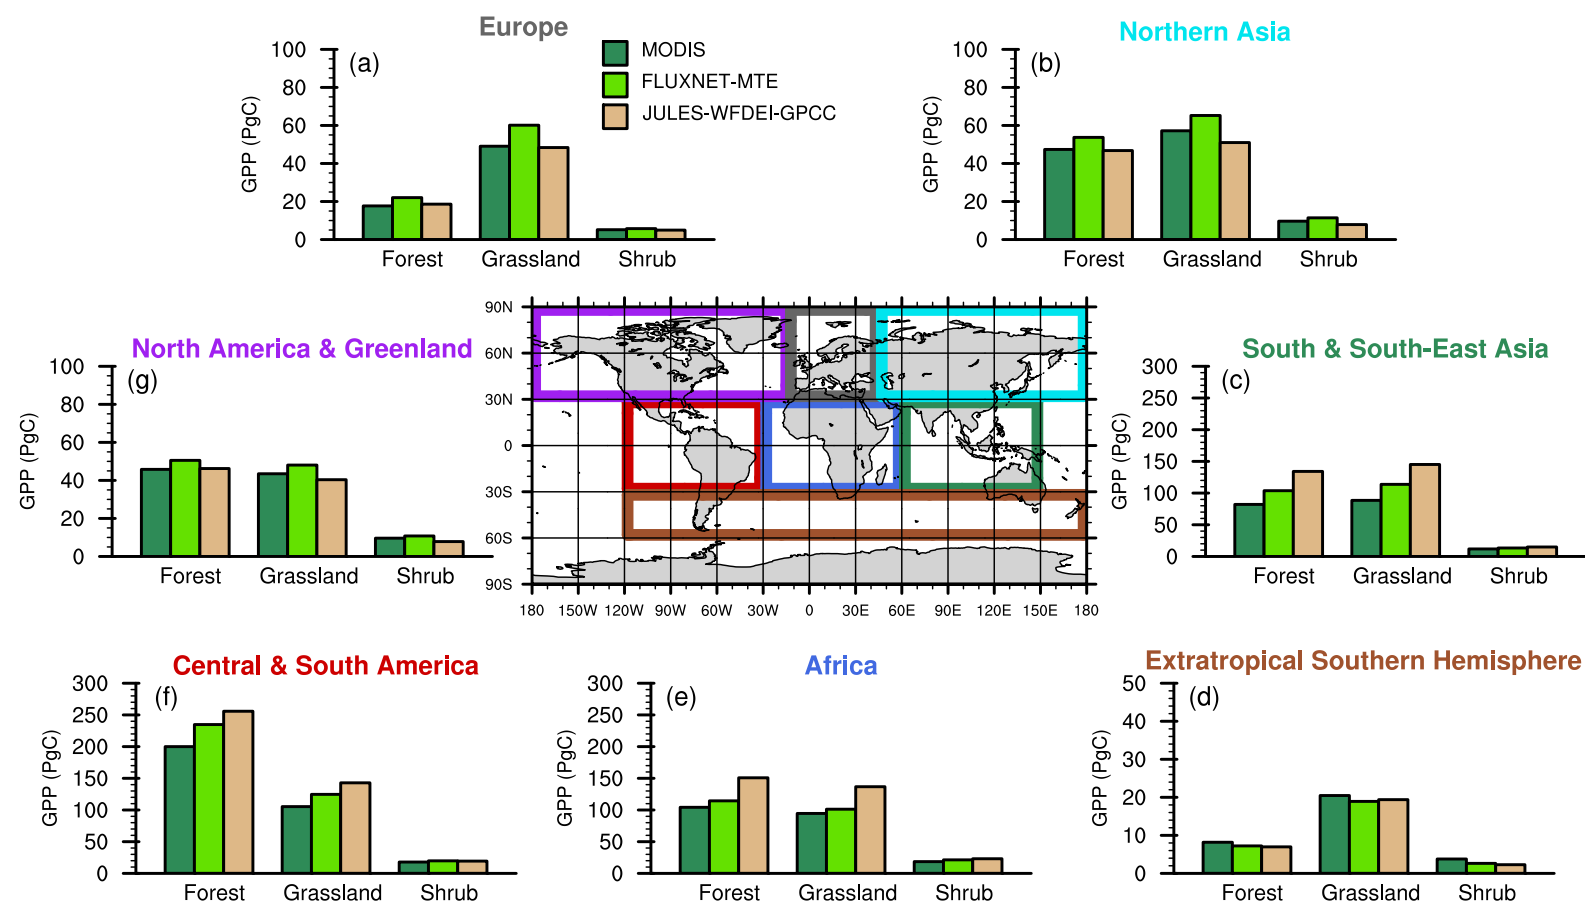 Europe
100
80
60
40
20
0
GPP (PgC)
(a)
MODIS
FLUXNET-MTE
JULES-WFDEI-GPCC
Forest Grassland Shrub
Northern Asia
100
80
60
40
20
0
GPP (PgC)
(b)
Forest Grassland Shrub
North America & Greenland
100
80
60
40
20
0
GPP (PgC)
(g)
Forest Grassland Shrub
90N
60N
30N
0
30S
60S
90S
180 150W 120W 90W 60W 30W 0 30E 60E 90E 120E 150E 180
South & South-East Asia
300
250
200
150
100
50
0
GPP (PgC)
(c)
Forest Grassland Shrub
Central & South America
300
250
200
150
100
50
0
GPP (PgC)
(f)
Forest Grassland Shrub
Africa
300
250
200
150
100
50
0
GPP (PgC)
(e)
Forest Grassland Shrub
Extratropical Southern Hemisphere
50
40
30
20
10
0
GPP (PgC)
(d)
Forest Grassland Shrub